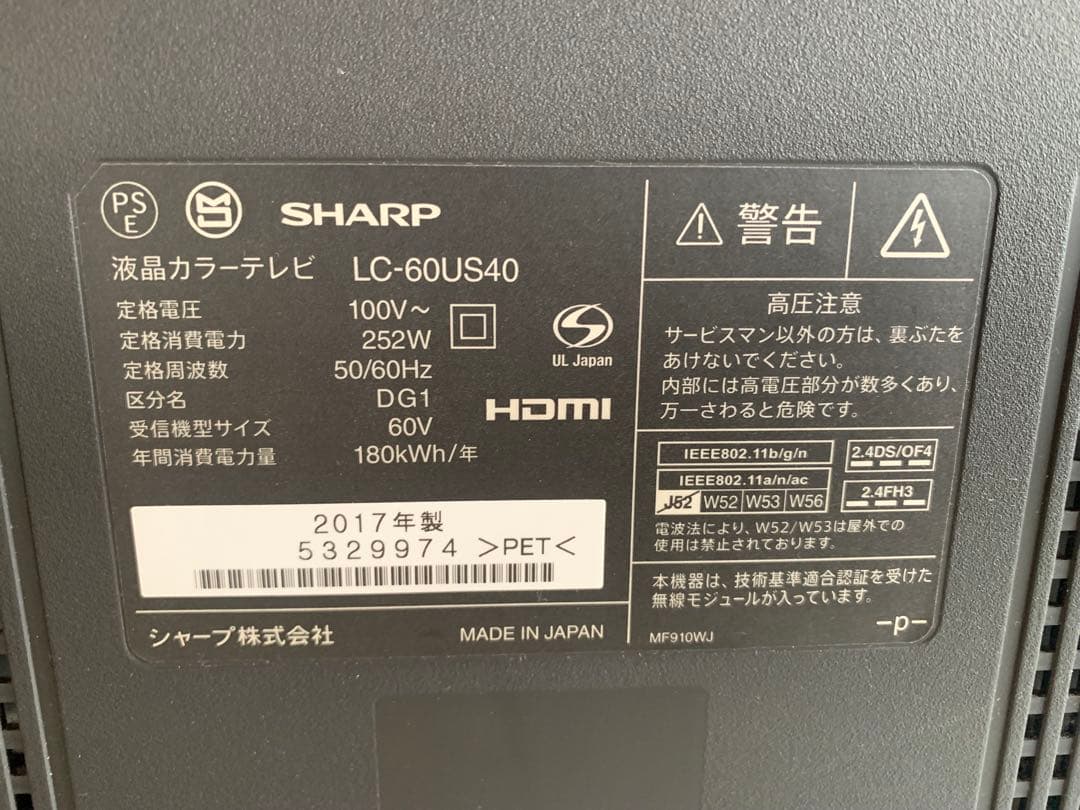 PSE
SHARP
液晶カラーテレビ LC-60US40
定格電圧 100V～
定格消費電力 252W
定格周波数 50/60Hz
区分名 DG1
受信機型サイズ 60V
年間消費電力量 180kWh/年
UL Japan
HDMI
2017年製
5329974 >PET<
シャープ株式会社 MADE IN JAPAN
警告
高圧注意
サービスマン以外の方は、裏ぶたを
あけないでください。
内部には高電圧部分が数多くあり、
万一さわると危険です。
IEEE802.11b/g/n
IEEE802.11a/n/ac
J52 W52 W53 W56
2.4DS/OF4
2.4FH3
電波法により、W52/W53は屋外での
使用は禁止されております。
本機器は、技術基準適合認証を受けた
無線モジュールが入っています。
MF910WJ -p-